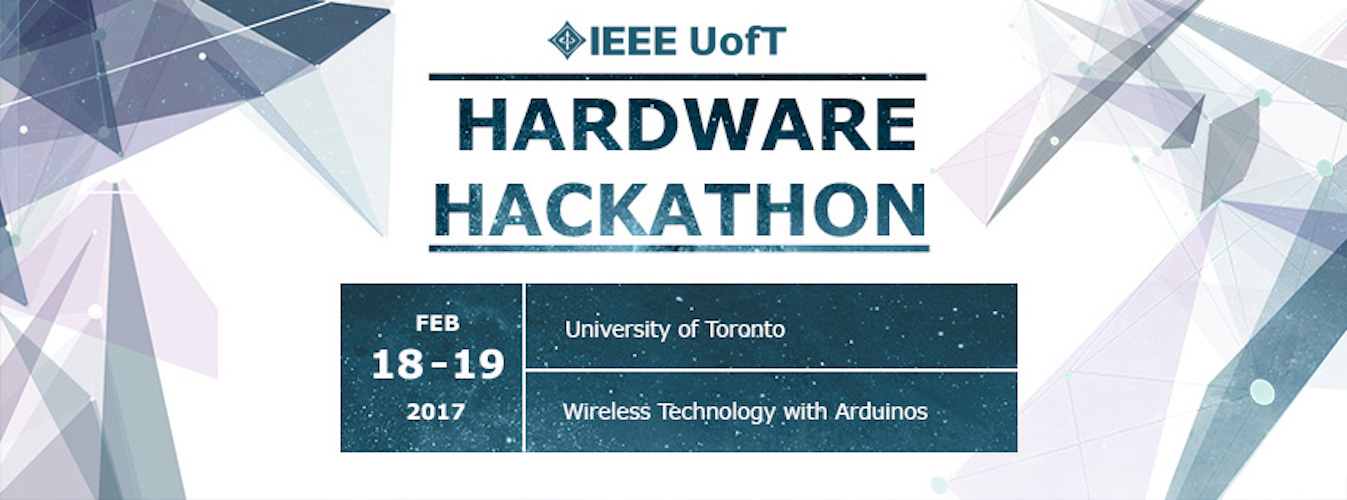 IEEE UofT
HARDWARE
HACKATHON
FEB
18-19
2017
University of Toronto
Wireless Technology with Arduinos